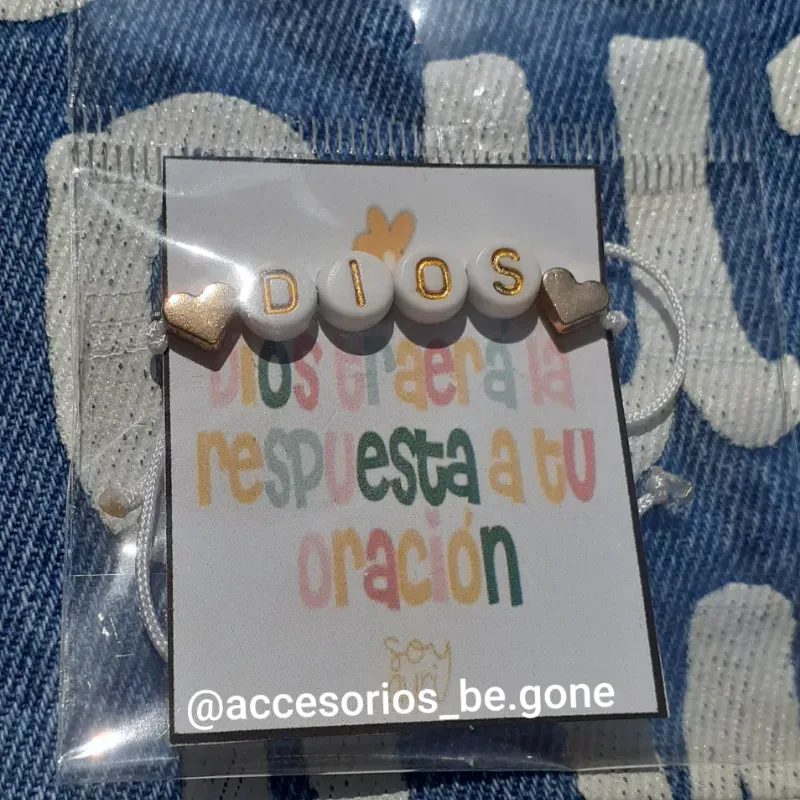 DIOS
Dios traerá la
respuesta a tu
oración
soy
@accesorios_be.gone